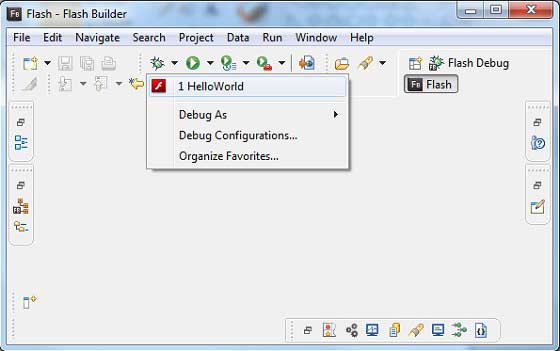 Fb Flash - Flash Builder
File Edit Navigate Search Project Data Run Window Help
Flash Debug
Fb Flash
1 HelloWorld
Debug As
Debug Configurations...
Organize Favorites...